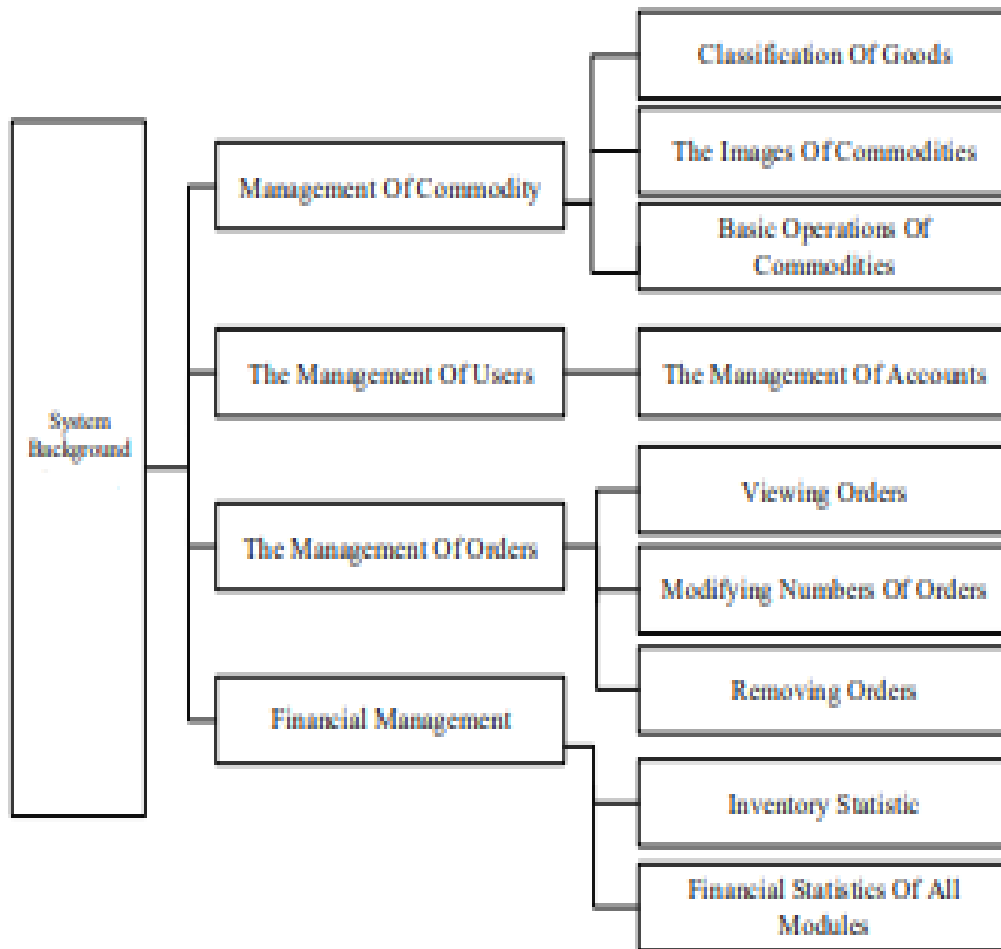 System
Background
Management Of Commodity
Classification Of Goods
The Images Of Commodities
Basic Operations Of
Commodities
The Management Of Users
The Management Of Accounts
The Management Of Orders
Viewing Orders
Modifying Numbers Of Orders
Removing Orders
Financial Management
Inventory Statistic
Financial Statistics Of All
Modules